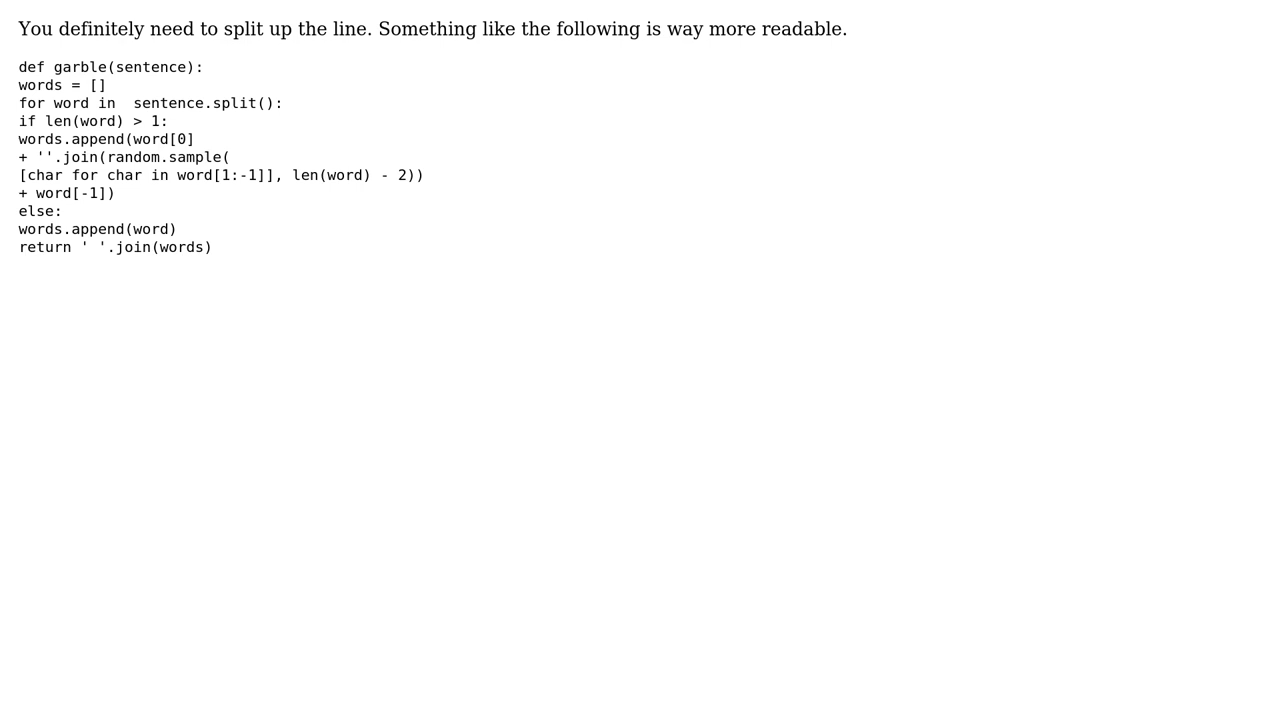 You definitely need to split up the line. Something like the following is way more readable.
def garble(sentence):
words = []
for word in  sentence.split():
if len(word) > 1:
words.append(word[0]
+ ''.join(random.sample(
[char for char in word[1:-1]], len(word) - 2))
+ word[-1])
else:
words.append(word)
return ' '.join(words)